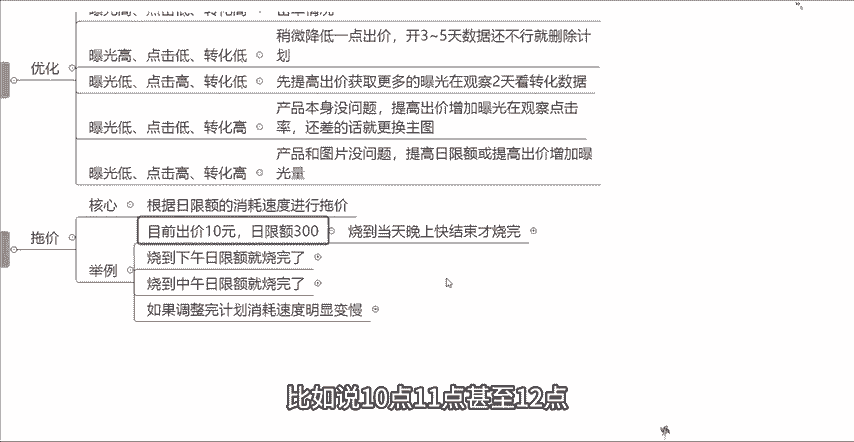 优化
曝光高、点击低、转化低
稍微降低一点出价，开3~5天数据还不行就删除计
划
曝光低、点击低、转化低
先提高出价获取更多的曝光在观察2天看转化数据
曝光低、点击低、转化高
产品本身没问题，提高出价增加曝光在观察点击
率，还差的话就更换主图
曝光低、点击高、转化高
产品和图片没问题，提高日限额或提高出价增加曝
光量
拖价
核心
根据日限额的消耗速度进行拖价
举例
目前出价10元，日限额300
烧到当天晚上快结束才烧完
烧到下午日限额就烧完了
烧到中午日限额就烧完了
如果调整完计划消耗速度明显变慢
比如说10点11点甚至12点